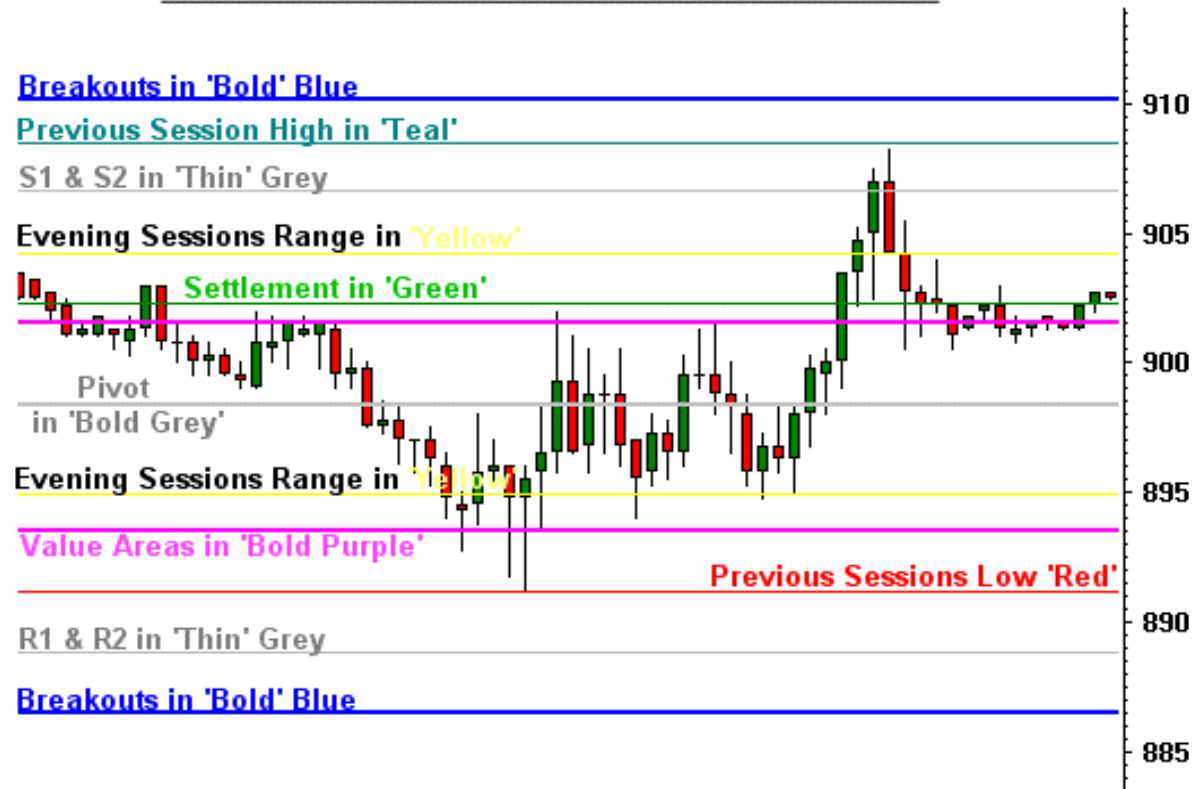 Breakouts in 'Bold' Blue
910
Previous Session High in 'Teal'
S1 & S2 in 'Thin' Grey
Evening Sessions Range in 'Yellow'
905
Settlement in 'Green'
900
Pivot
in 'Bold Grey'
Evening Sessions Range in 'Yellow'
895
Value Areas in 'Bold Purple'
Previous Sessions Low 'Red'
890
R1 & R2 in 'Thin' Grey
Breakouts in 'Bold' Blue
885